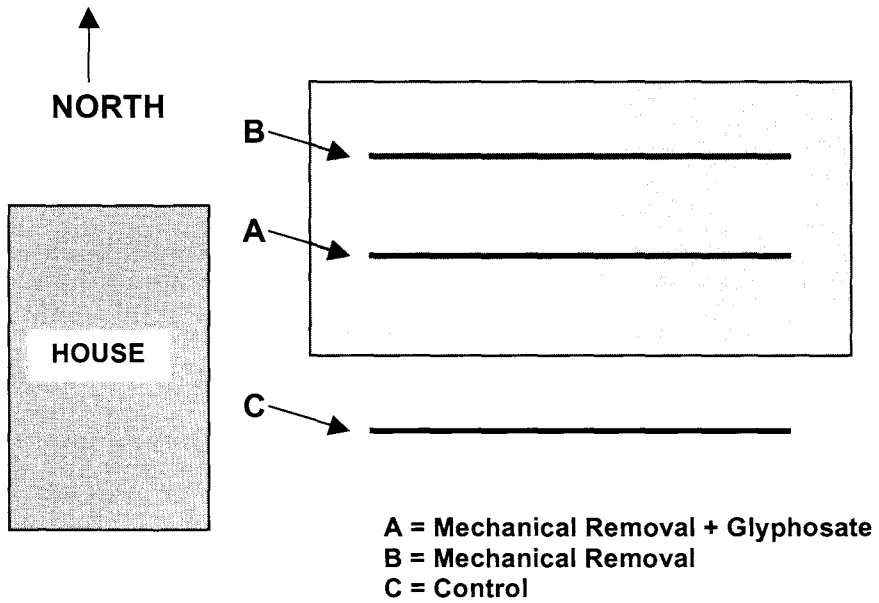 NORTH
B
A
HOUSE
C
A = Mechanical Removal + Glyphosate
B = Mechanical Removal
C = Control